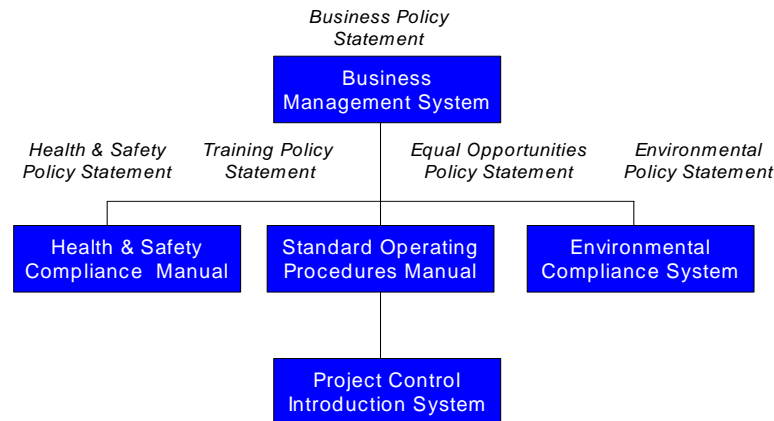 Business Policy
Statement
Business
Management System
Health & Safety
Policy Statement
Training Policy
Statement
Equal Opportunities
Policy Statement
Environmental
Policy Statement
Health & Safety
Compliance Manual
Standard Operating
Procedures Manual
Environmental
Compliance System
Project Control
Introduction System